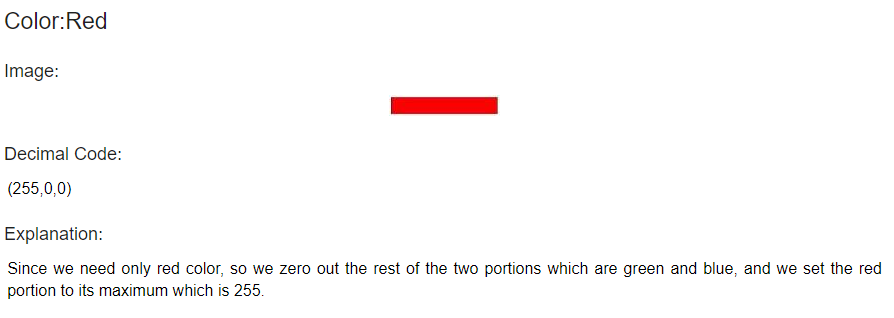 Color:Red
Image:
Decimal Code:
(255,0,0)
Explanation:
Since we need only red color, so we zero out the rest of the two portions which are green and blue, and we set the red
portion to its maximum which is 255.